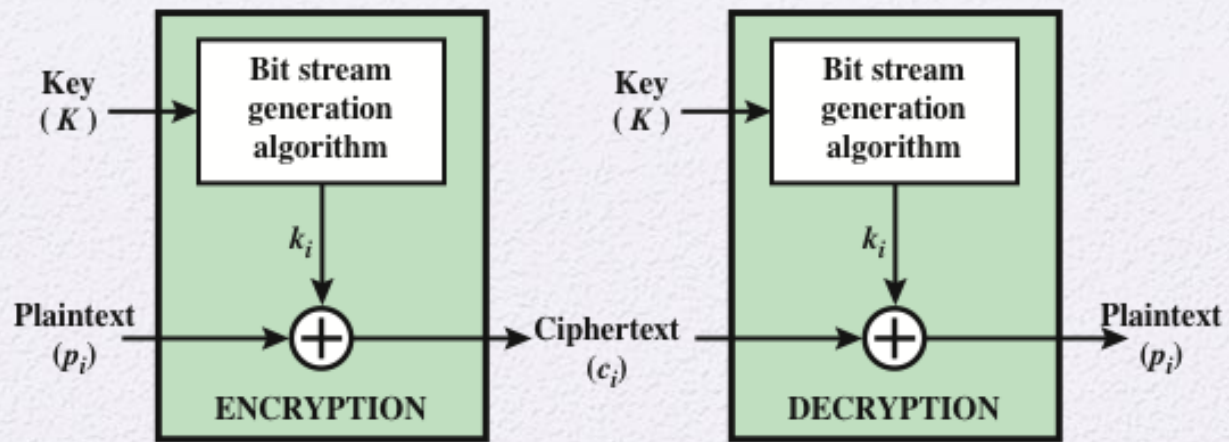 Key
( K )
Bit stream
generation
algorithm
k_i
Plaintext
(p_i)
ENCRYPTION
Ciphertext
(c_i)
Key
( K )
Bit stream
generation
algorithm
k_i
DECRYPTION
Plaintext
(p_i)